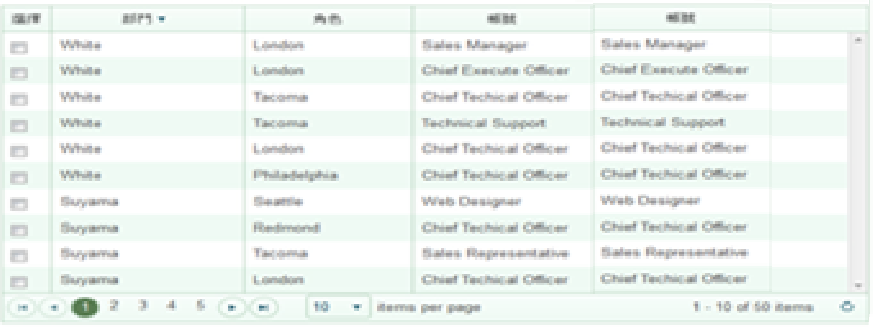 選擇 部門 角色 帳號 帳號
White London Sales Manager Sales Manager
White London Chief Execute Officer Chief Execute Officer
White Tacoma Chief Techical Officer Chief Techical Officer
White Tacoma Technical Support Technical Support
White London Chief Techical Officer Chief Techical Officer
White Philadelphia Chief Techical Officer Chief Techical Officer
Suyama Seattle Web Designer Web Designer
Suyama Redmond Chief Techical Officer Chief Techical Officer
Suyama Tacoma Sales Representative Sales Representative
Suyama London Chief Techical Officer Chief Techical Officer
1 2 3 4 5 10 items per page 1 - 10 of 50 items